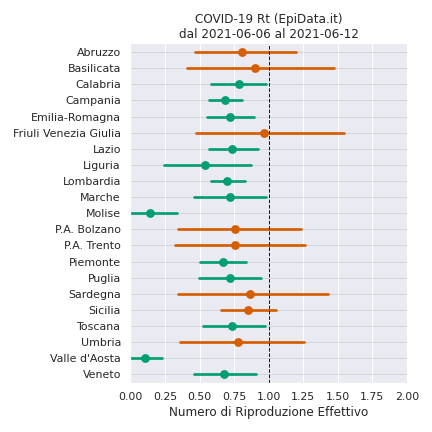 COVID-19 Rt (EpiData.it)
dal 2021-06-06 al 2021-06-12
Abruzzo
Basilicata
Calabria
Campania
Emilia-Romagna
Friuli Venezia Giulia
Lazio
Liguria
Lombardia
Marche
Molise
P.A. Bolzano
P.A. Trento
Piemonte
Puglia
Sardegna
Sicilia
Toscana
Umbria
Valle d'Aosta
Veneto
0.00 0.25 0.50 0.75 1.00 1.25 1.50 1.75 2.00
Numero di Riproduzione Effettivo